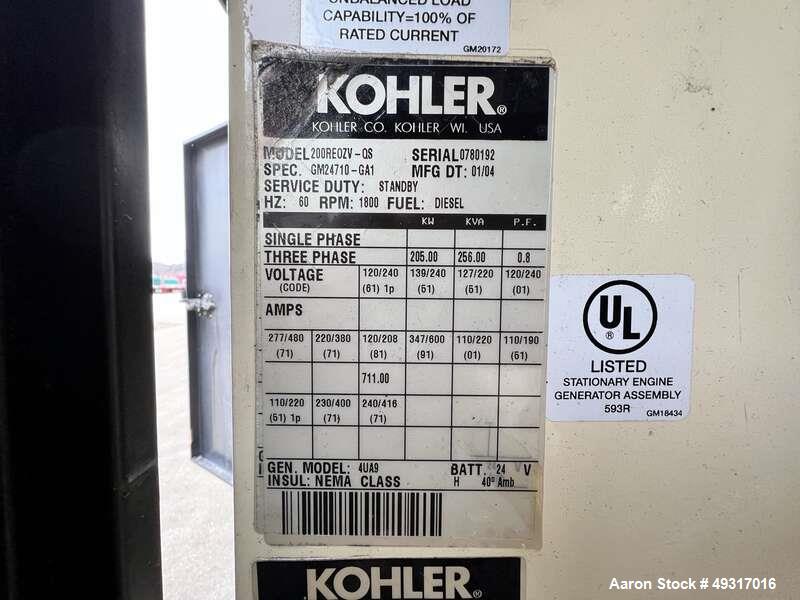 UNBALANCED LOAD
CAPABILITY=100% OF
RATED CURRENT
GM20172
KOHLER®
KOHLER CO. KOHLER WI. USA
MODEL 200REOZV-QS SERIAL 0780192
SPEC. GM24710-GA1 MFG DT: 01/04
SERVICE DUTY: STANDBY
HZ: 60 RPM: 1800 FUEL: DIESEL
KW KVA P.F.
SINGLE PHASE
THREE PHASE 205.00 256.00 0.8
VOLTAGE 120/240 139/240 127/220 120/240
(CODE) (61) 1p (51) (51) (01)
AMPS
277/480 220/380 120/208 347/600 110/220 110/190
(71) (71) (81) (91) (01) (61)
711.00
110/220 230/400 240/416
(51) 1p (71) (71)
GEN. MODEL: 4UA9 BATT. 24 V
INSUL: NEMA CLASS H 40° Amb
UL®
LISTED
STATIONARY ENGINE
GENERATOR ASSEMBLY
593R
GM18434
KOHLER®
Aaron Stock # 49317016